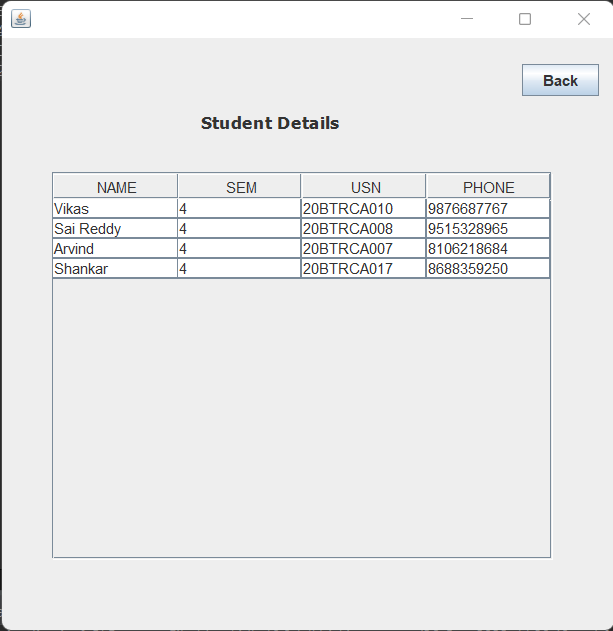 Back
Student Details
NAME SEM USN PHONE
Vikas 4 20BTRCA010 9876687767
Sai Reddy 4 20BTRCA008 9515328965
Arvind 4 20BTRCA007 8106218684
Shankar 4 20BTRCA017 8688359250